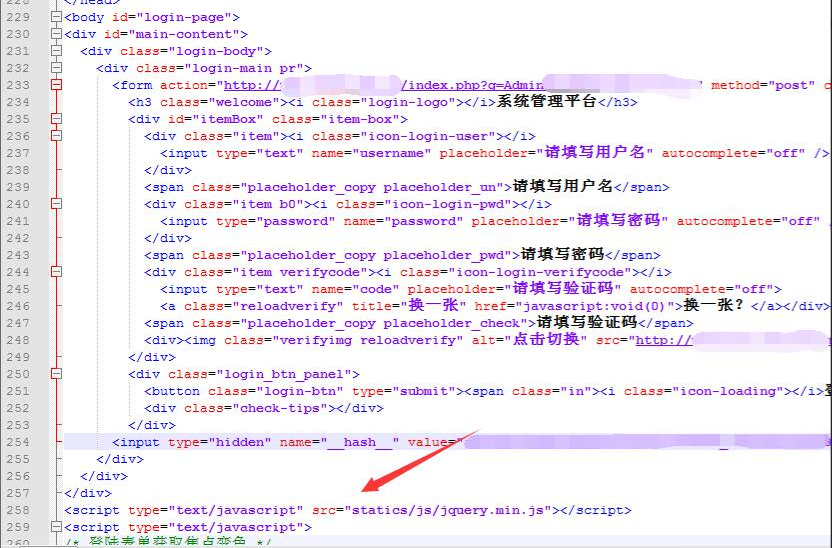 228 </head>
229 <body id="login-page">
230 <div id="main-content">
231 <div class="login-body">
232 <div class="login-main pr">
233 <form action="http:// /index.php?g=Admin " method="post" c
234 <h3 class="welcome"><i class="login-logo"></i>系统管理平台</h3>
235 <div id="itemBox" class="item-box">
236 <div class="item"><i class="icon-login-user"></i>
237 <input type="text" name="username" placeholder="请填写用户名" autocomplete="off" />
238 </div>
239 <span class="placeholder_copy placeholder_un">请填写用户名</span>
240 <div class="item b0"><i class="icon-login-pwd"></i>
241 <input type="password" name="password" placeholder="请填写密码" autocomplete="off" /
242 </div>
243 <span class="placeholder_copy placeholder_pwd">请填写密码</span>
244 <div class="item verifycode"><i class="icon-login-verifycode"></i>
245 <input type="text" name="code" placeholder="请填写验证码" autocomplete="off">
246 <a class="reloadverify" title="换一张" href="javascript:void(0)">换一张？</a></div>
247 <span class="placeholder_copy placeholder_check">请填写验证码</span>
248 <div><img class="verifyimg reloadverify" alt="点击切换" src="http://
249 </div>
250 <div class="login_btn_panel">
251 <button class="login-btn" type="submit"><span class="in"><i class="icon-loading"></i>
252 <div class="check-tips"></div>
253 </div>
254 <input type="hidden" name="__hash__" value="
255 </div>
256 </div>
257 </div>
258 <script type="text/javascript" src="statics/js/jquery.min.js"></script>
259 <script type="text/javascript">
260 /* 登陆表单获取焦点变色 */